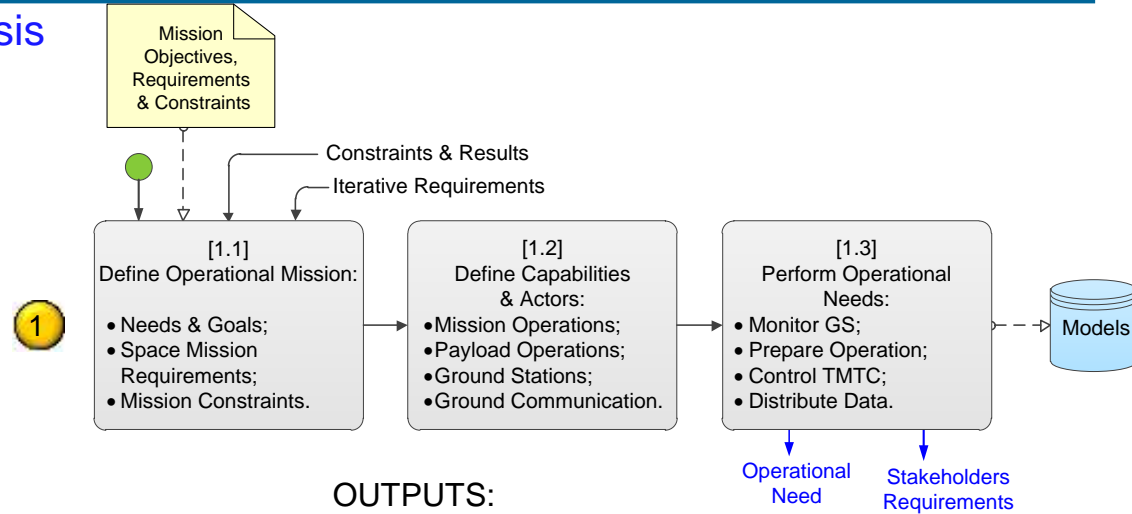 sis
Mission
Objectives,
Requirements
& Constraints
Constraints & Results
Iterative Requirements
1
[1.1]
Define Operational Mission:
• Needs & Goals;
• Space Mission
Requirements;
• Mission Constraints.
[1.2]
Define Capabilities
& Actors:
• Mission Operations;
• Payload Operations;
• Ground Stations;
• Ground Communication.
[1.3]
Perform Operational
Needs:
• Monitor GS;
• Prepare Operation;
• Control TMTC;
• Distribute Data.
Models
Operational
Need
Stakeholders
Requirements
OUTPUTS: